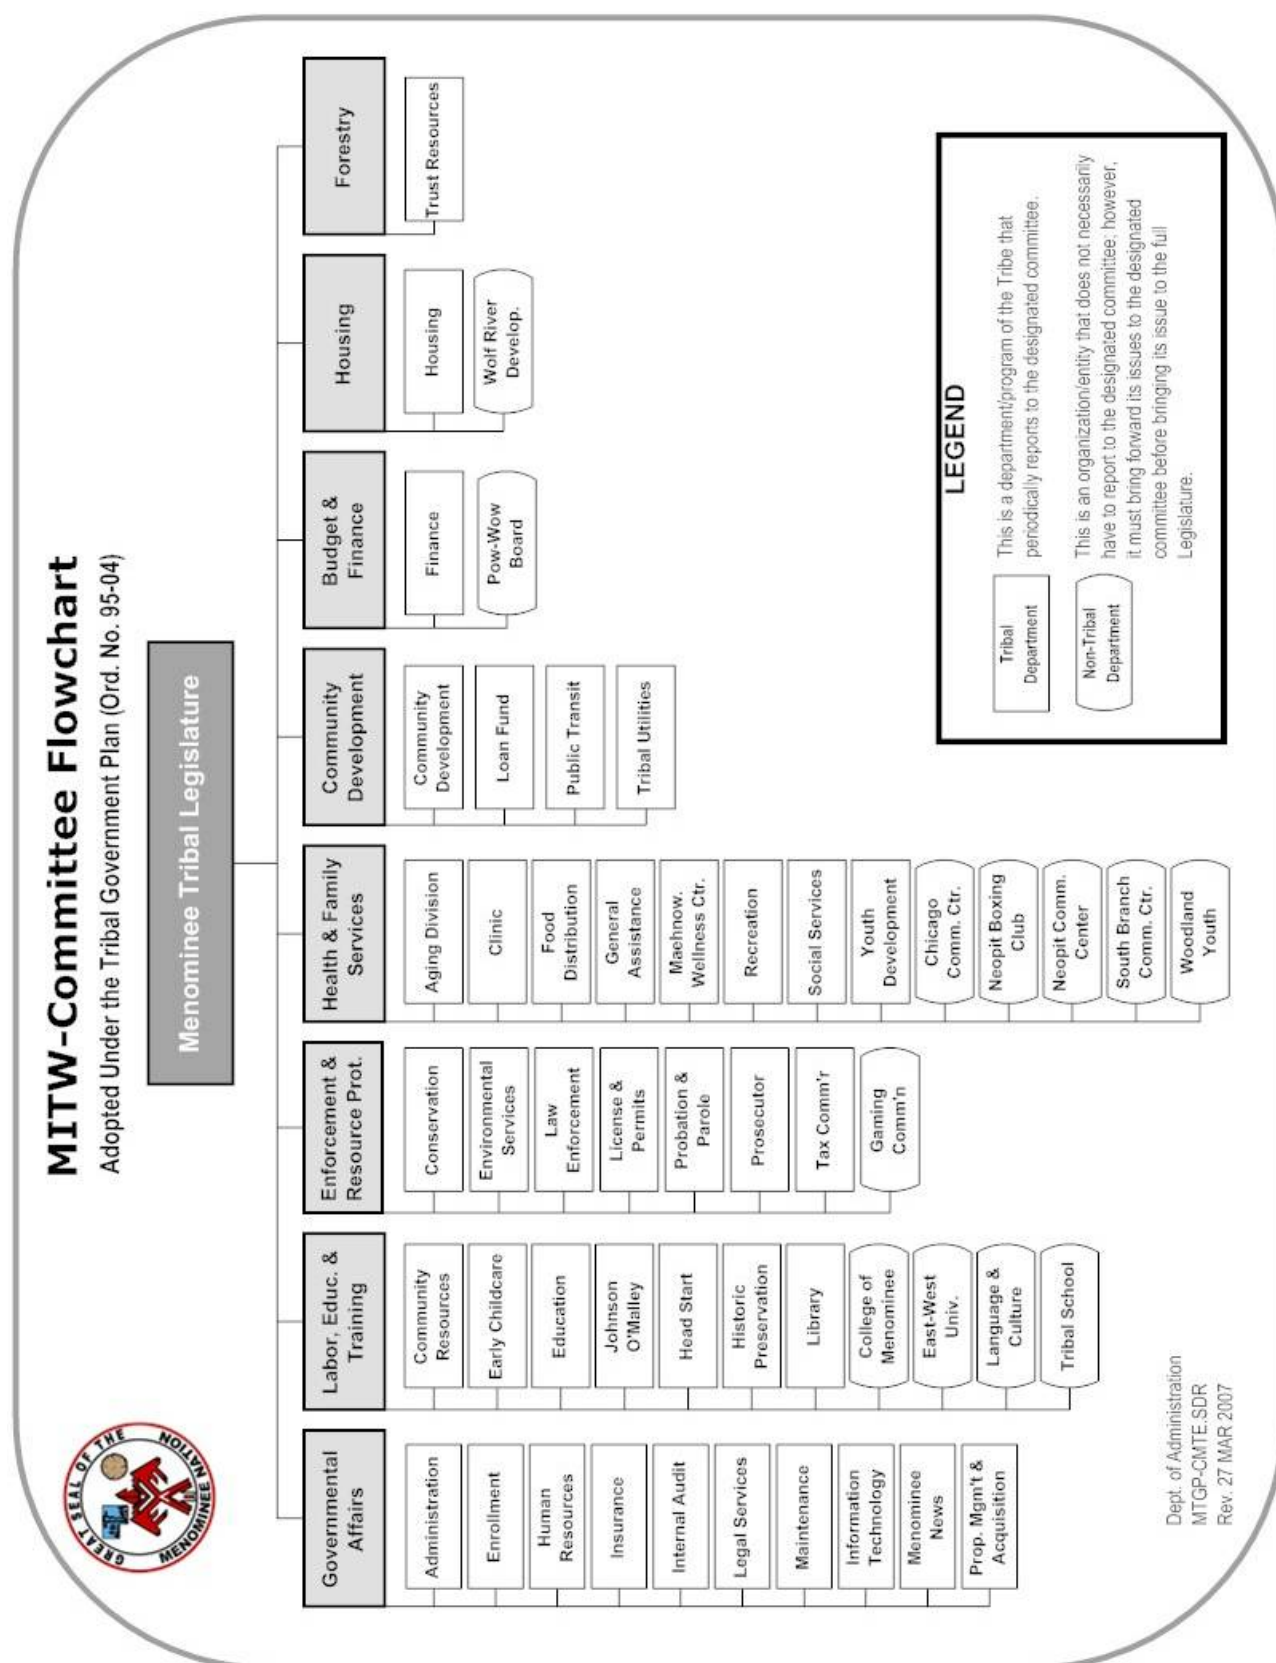 MITW-Committee Flowchart
Adopted Under the Tribal Government Plan (Ord. No. 95-04)
GREAT SEAL OF THE
MENOMINEE NATION
Menominee Tribal Legislature
Governmental
Affairs
Administration
Enrollment
Human
Resources
Insurance
Internal Audit
Legal Services
Maintenance
Information
Technology
Menominee
News
Prop. Mgm't &
Acquisition
Labor, Educ. &
Training
Community
Resources
Early Childcare
Education
Johnson
O'Malley
Head Start
Historic
Preservation
Library
College of
Menominee
East-West
Univ.
Language &
Culture
Tribal School
Enforcement &
Resource Prot.
Conservation
Environmental
Services
Law
Enforcement
License &
Permits
Probation &
Parole
Prosecutor
Tax Comm'r
Gaming
Comm'n
Health & Family
Services
Aging Division
Clinic
Food
Distribution
General
Assistance
Maehnow.
Wellness Ctr.
Recreation
Social Services
Youth
Development
Chicago
Comm. Ctr.
Neopit Boxing
Club
Neopit Comm.
Center
South Branch
Comm. Ctr.
Woodland
Youth
Community
Development
Community
Development
Loan Fund
Public Transit
Tribal Utilities
Budget &
Finance
Finance
Pow-Wow
Board
Housing
Housing
Wolf River
Develop.
Forestry
Trust Resources
LEGEND
Tribal
Department
This is a department/program of the Tribe that
periodically reports to the designated committee.
Non-Tribal
Department
This is an organization/entity that does not necessarily
have to report to the designated committee; however,
it must bring forward its issues to the designated
committee before bringing its issue to the full
Legislature.
Dept. of Administration
MTGP-CMTE.SDR
Rev. 27 MAR 2007